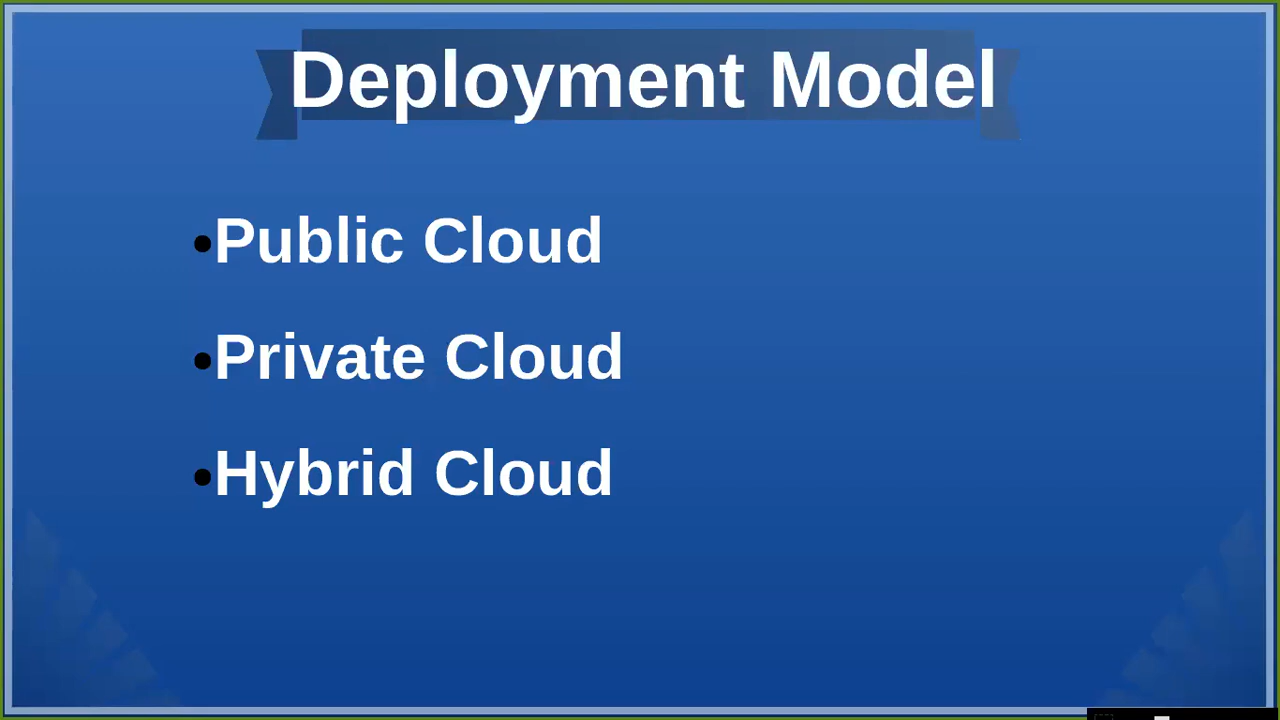 Deployment Model
•Public Cloud
•Private Cloud
•Hybrid Cloud